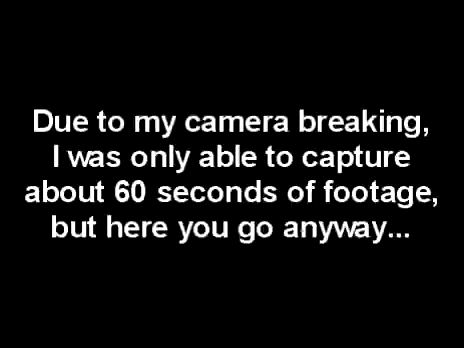 Due to my camera breaking,
I was only able to capture
about 60 seconds of footage,
but here you go anyway...